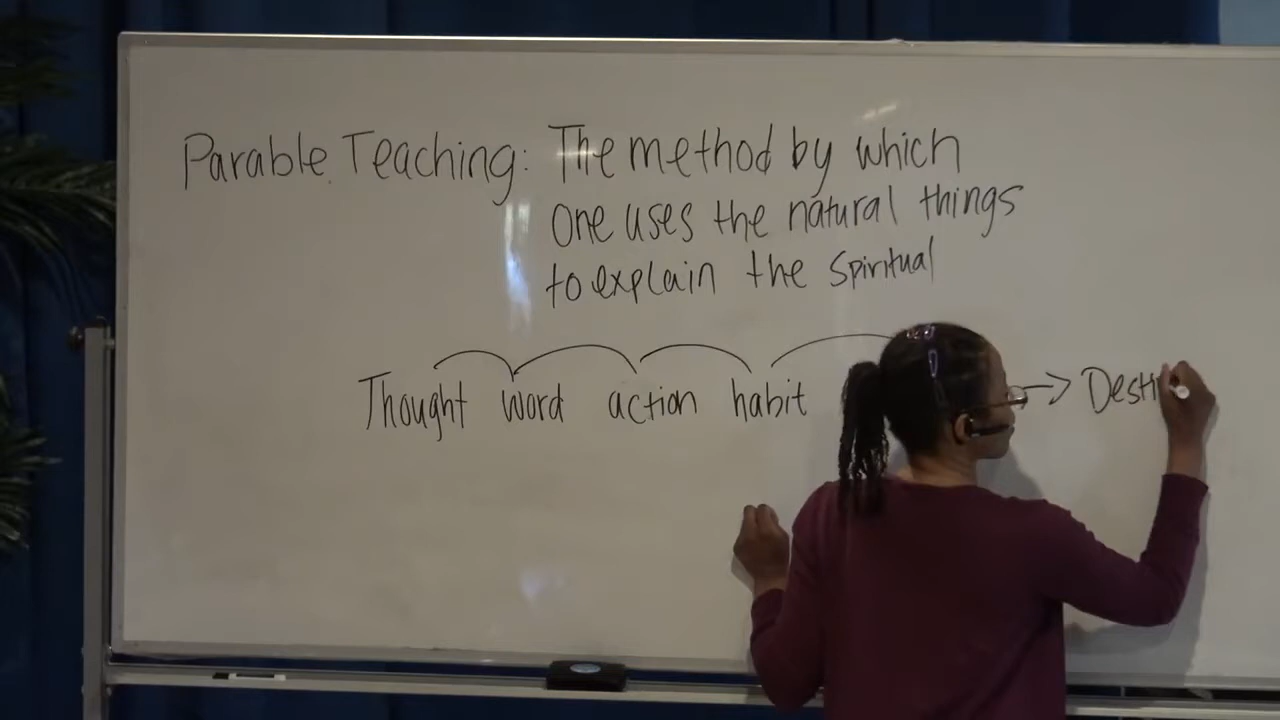 Parable Teaching: The method by which
one uses the natural things
to explain the spiritual
Thought word action habit → Desti